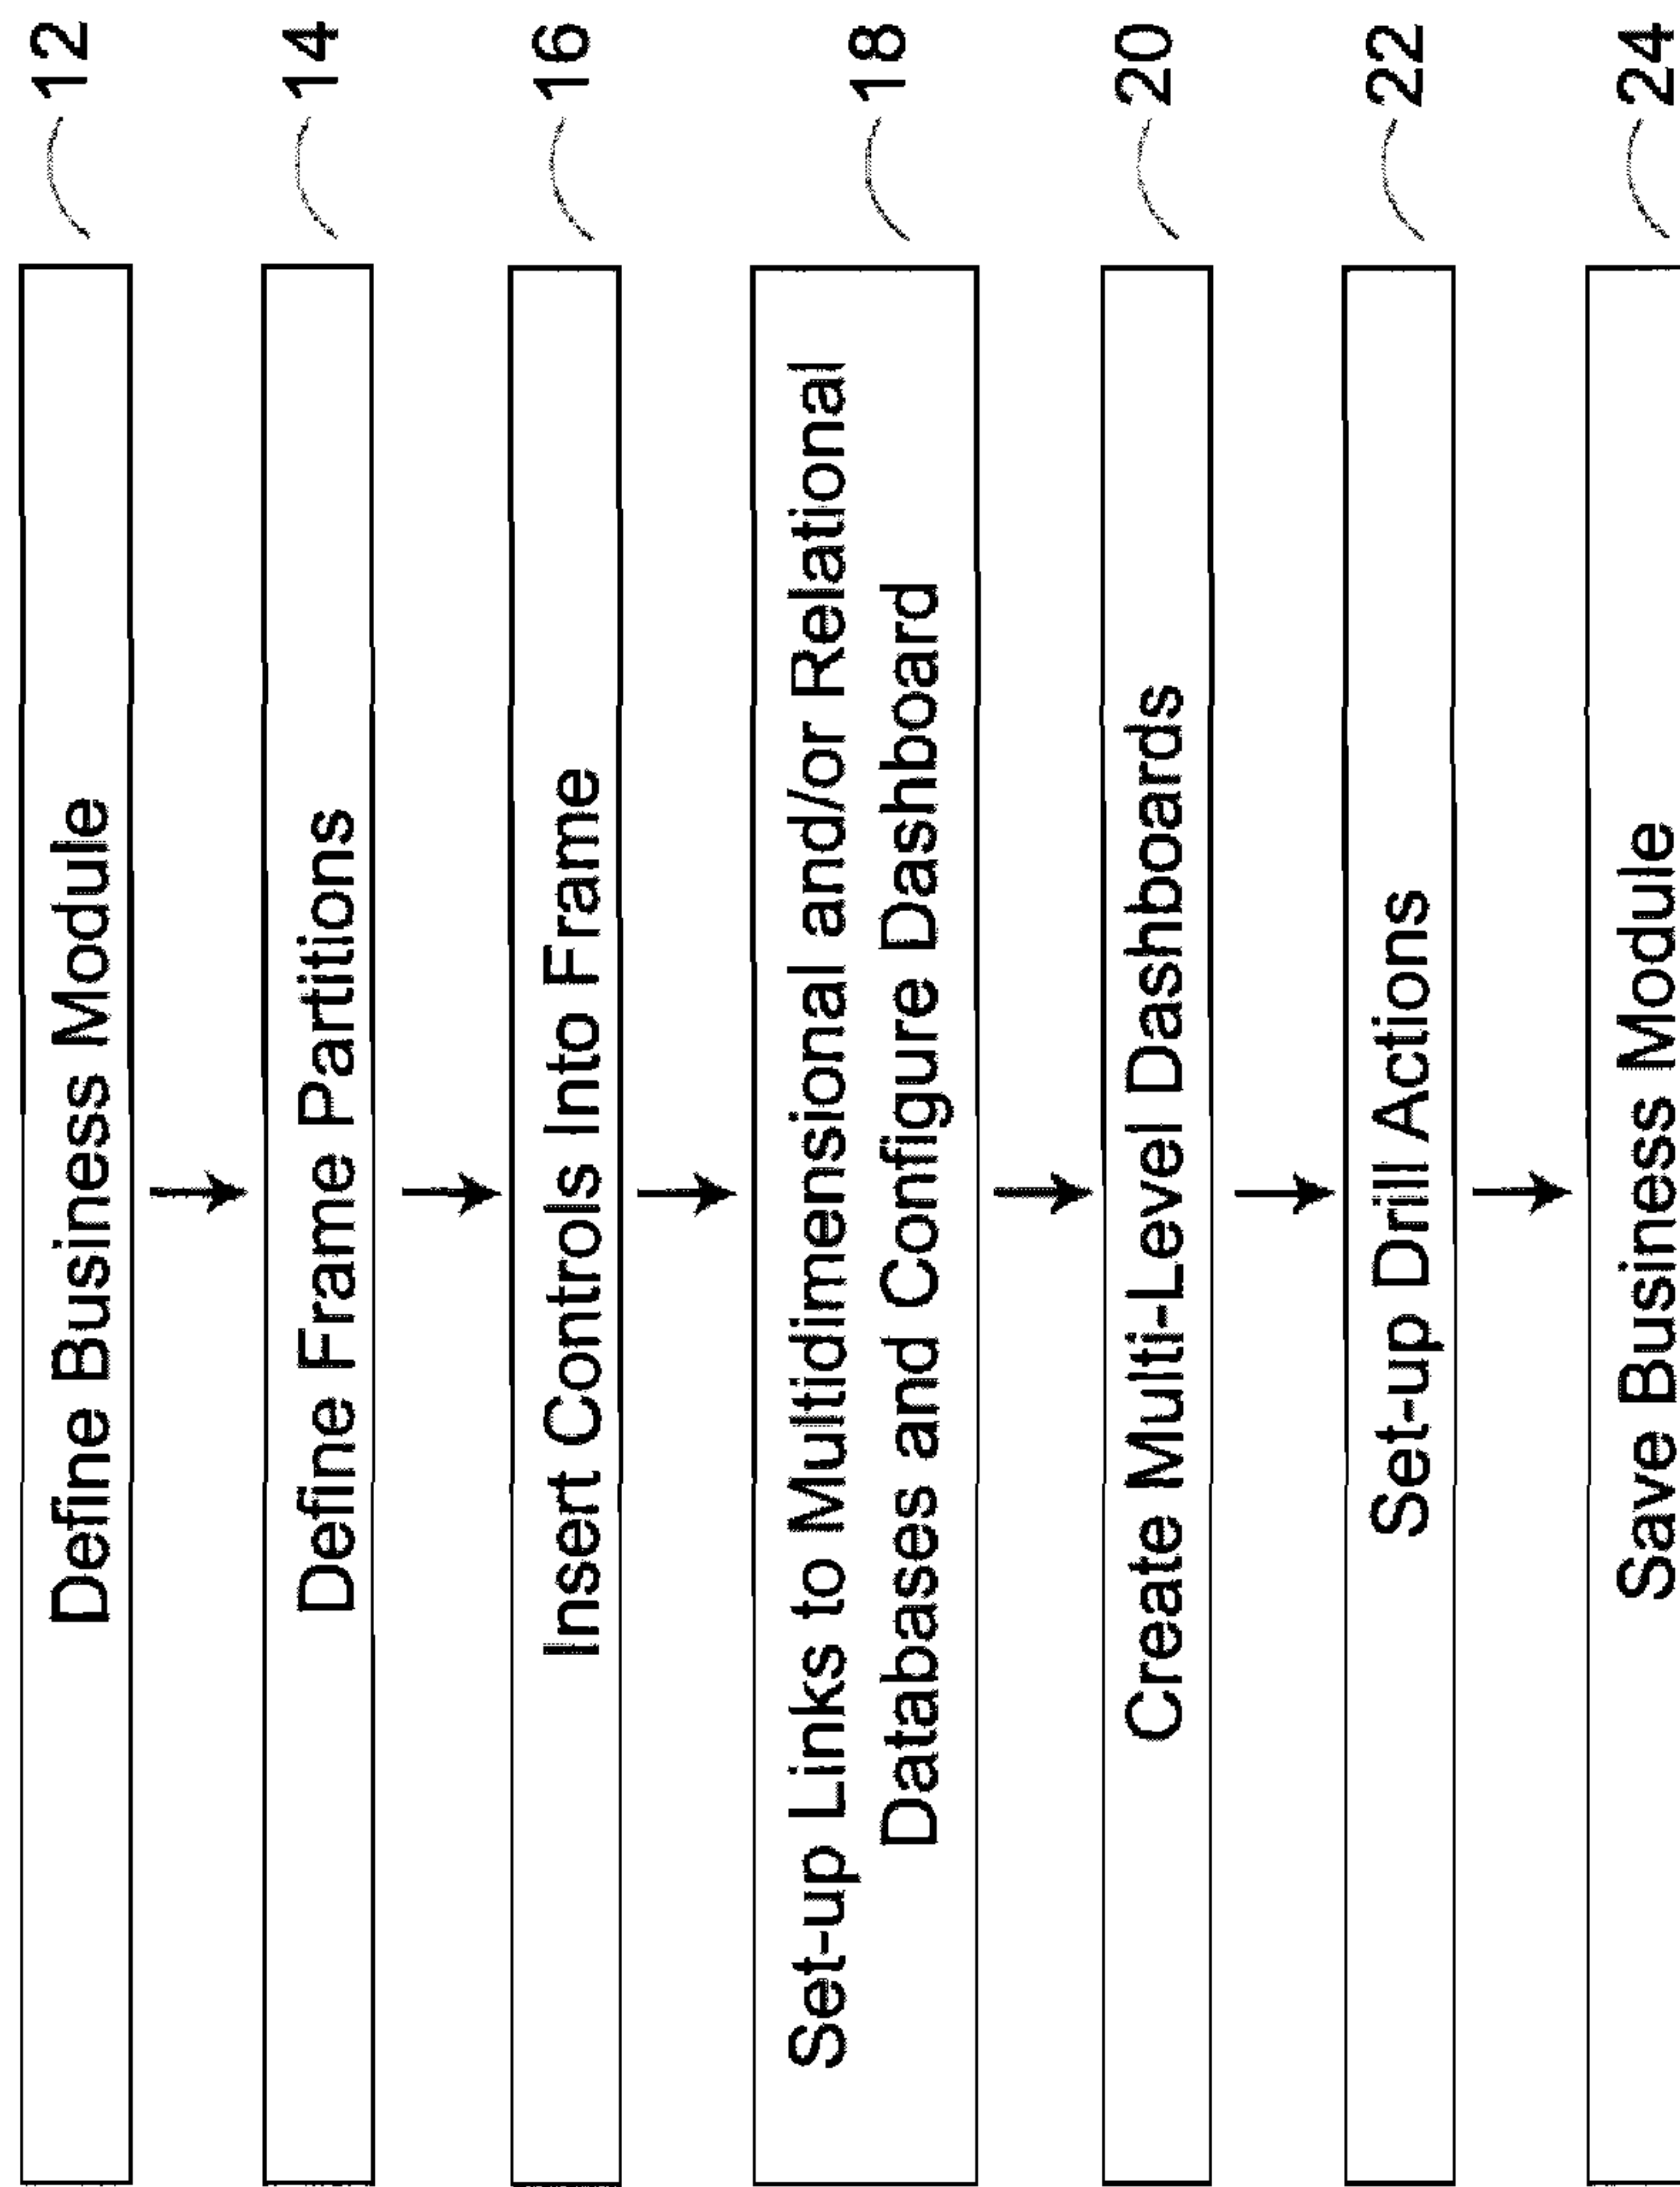 Define Business Module
12
Define Frame Partitions
14
Insert Controls Into Frame
16
Set-up Links to Multidimensional and/or Relational
Databases and Configure Dashboard
18
Create Multi-Level Dashboards
20
Set-up Drill Actions
22
Save Business Module
24